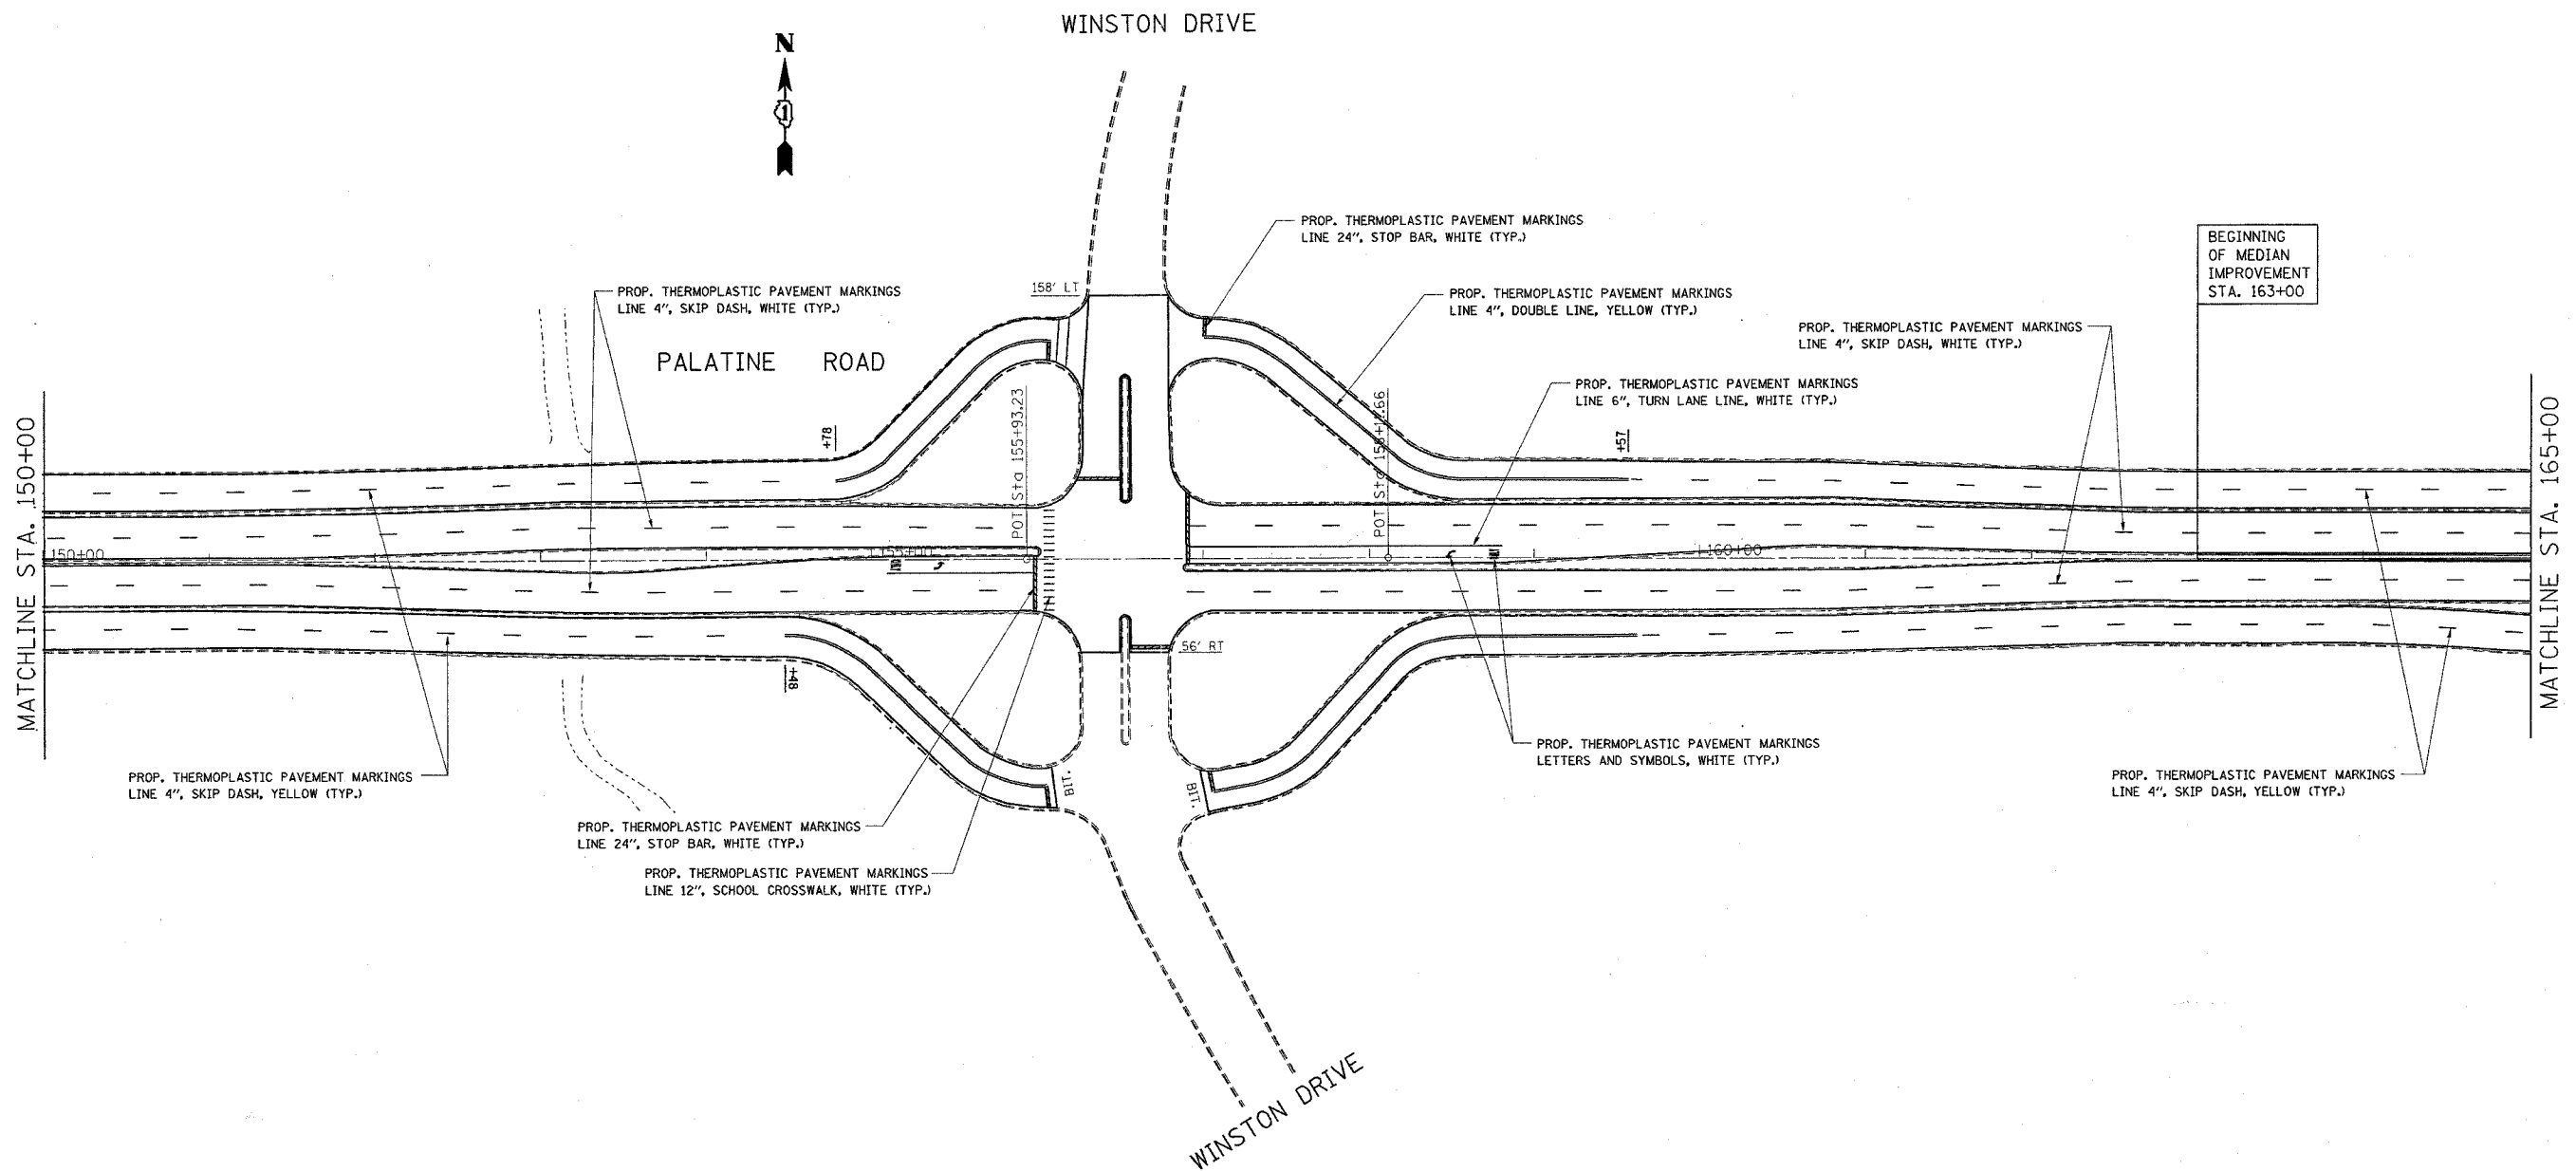 WINSTON DRIVE
N
1
PROP. THERMOPLASTIC PAVEMENT MARKINGS
LINE 24", STOP BAR, WHITE (TYP.)
BEGINNING
OF MEDIAN
IMPROVEMENT
STA. 163+00
158' LT
PROP. THERMOPLASTIC PAVEMENT MARKINGS
LINE 4", SKIP DASH, WHITE (TYP.)
PROP. THERMOPLASTIC PAVEMENT MARKINGS
LINE 4", DOUBLE LINE, YELLOW (TYP.)
PROP. THERMOPLASTIC PAVEMENT MARKINGS
LINE 4", SKIP DASH, WHITE (TYP.)
PALATINE ROAD
PROP. THERMOPLASTIC PAVEMENT MARKINGS
LINE 6", TURN LANE LINE, WHITE (TYP.)
MATCHLINE STA. 150+00
+78
POT Sta 155+93.23
POT Sta
+57
MATCHLINE STA. 165+00
150+00
155+00
160+00
56' RT
+48
PROP. THERMOPLASTIC PAVEMENT MARKINGS
LETTERS AND SYMBOLS, WHITE (TYP.)
PROP. THERMOPLASTIC PAVEMENT MARKINGS
LINE 4", SKIP DASH, YELLOW (TYP.)
BIT.
BIT.
PROP. THERMOPLASTIC PAVEMENT MARKINGS
LINE 4", SKIP DASH, YELLOW (TYP.)
PROP. THERMOPLASTIC PAVEMENT MARKINGS
LINE 24", STOP BAR, WHITE (TYP.)
PROP. THERMOPLASTIC PAVEMENT MARKINGS
LINE 12", SCHOOL CROSSWALK, WHITE (TYP.)
WINSTON DRIVE